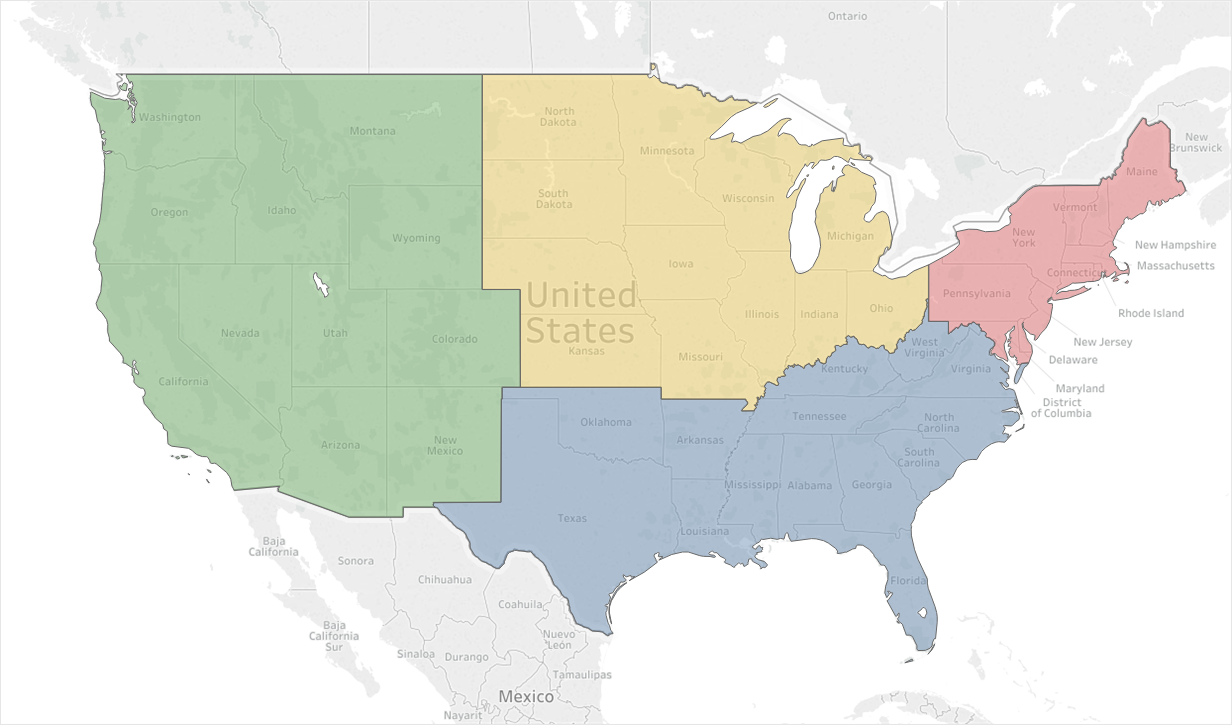 Ontario
Washington
Montana
North
Dakota
Minnesota
New
Brunswick
Maine
Oregon
Idaho
South
Dakota
Wisconsin
Vermont
Wyoming
Michigan
New
York
New Hampshire
Iowa
Connecticu
Massachusetts
Pennsylvania
United
States
Nevada
Utah
Colorado
Illinois
Indiana
Ohio
Rhode Island
Kansas
Missouri
West
Virginia
New Jersey
California
Kentucky
Virginia
Delaware
Maryland
District
of Columbia
Arizona
New
Mexico
Oklahoma
Arkansas
Tennessee
North
Carolina
South
Carolina
Mississippi
Alabama
Georgia
Texas
Louisiana
Baja
California
Sonora
Chihuahua
Florida
Coahuila
Baja
California
Sur
Nuevo
León
Sinaloa
Durango
Tamaulipas
Mexico
Nayarit